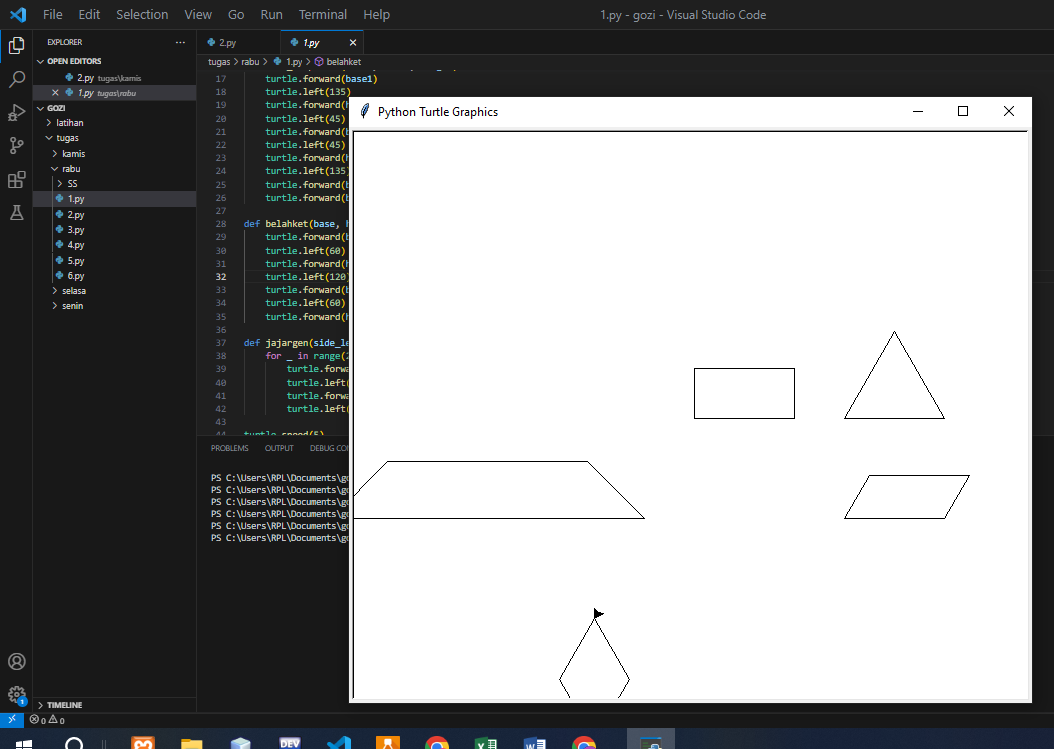 File Edit Selection View Go Run Terminal Help 1.py - gozi - Visual Studio Code
EXPLORER
OPEN EDITORS
2.py tugas\kamis
1.py tugas\rabu
GOZI
latihan
tugas
kamis
rabu
SS
1.py
2.py
3.py
4.py
5.py
6.py
selasa
senin
TIMELINE
2.py 1.py
tugas > rabu > 1.py > belahket
17 turtle.forward(base1)
18 turtle.left(135)
19 turtle.forward(h
20 turtle.left(45)
21 turtle.forward(b
22 turtle.left(45)
23 turtle.forward(h
24 turtle.left(135)
25 turtle.forward(b
26 turtle.forward(b
27
28 def belahket(base, h
29 turtle.forward(b
30 turtle.left(60)
31 turtle.forward(h
32 turtle.left(120)
33 turtle.forward(b
34 turtle.left(60)
35 turtle.forward(h
36
37 def jajargen(side_le
38 for _ in range(2
39 turtle.forwa
40 turtle.left(
41 turtle.forwa
42 turtle.left(
43
44 turtle.speed(5)
PROBLEMS OUTPUT DEBUG CON
PS C:\Users\RPL\Documents\go
PS C:\Users\RPL\Documents\go
PS C:\Users\RPL\Documents\go
PS C:\Users\RPL\Documents\go
PS C:\Users\RPL\Documents\go
PS C:\Users\RPL\Documents\go
Python Turtle Graphics
1
0 0
DEV